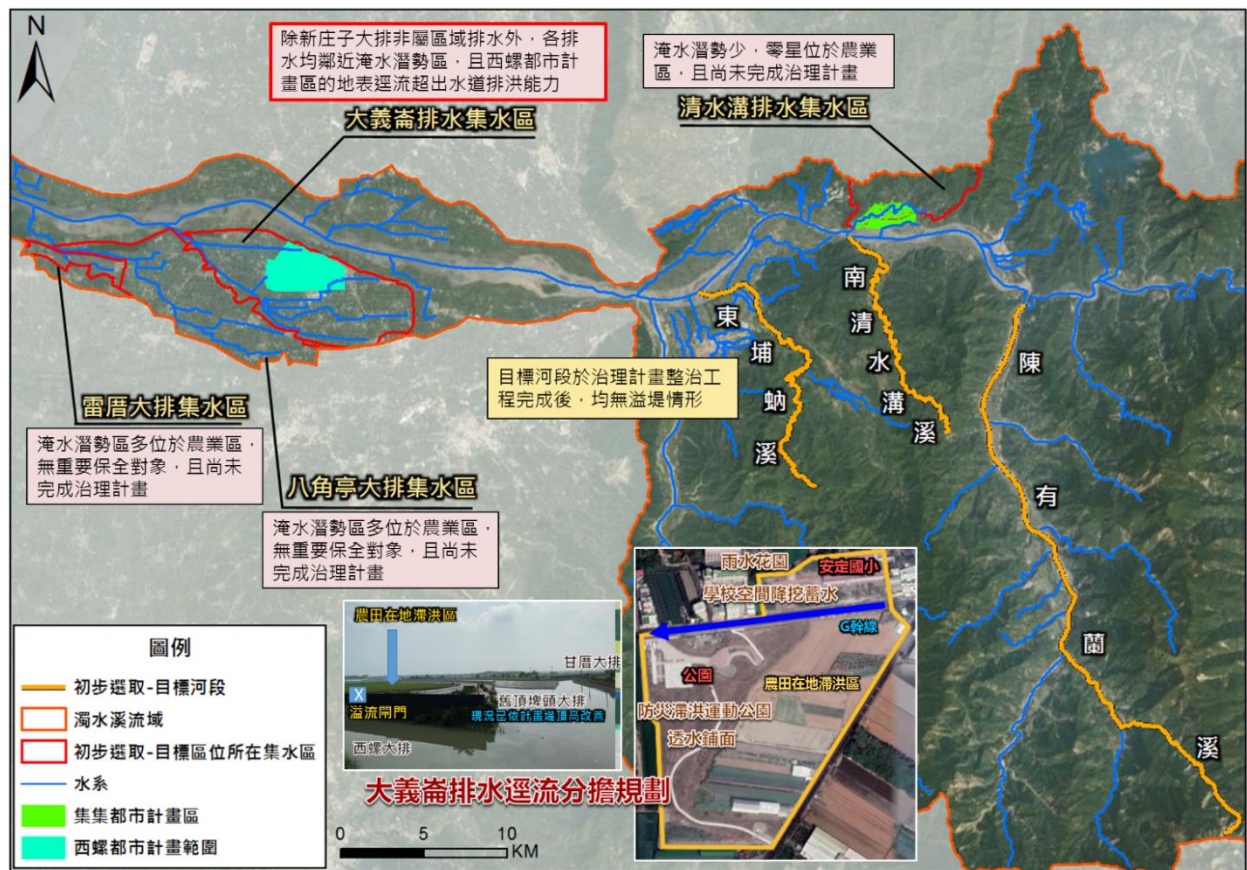 N
除新庄子大排非屬區域排水外，各排
水均鄰近淹水潛勢區，且西螺都市計
畫區的地表逕流超出水道排洪能力
大義崙排水集水區
淹水潛勢少，零星位於農業
區，且尚未完成治理計畫
清水溝排水集水區
雷厝大排集水區
淹水潛勢區多位於農業區，
無重要保全對象，且尚未
完成治理計畫
八角亭大排集水區
淹水潛勢區多位於農業區，
無重要保全對象，且尚未
完成治理計畫
目標河段於治理計畫整治工
程完成後，均無溢堤情形
東埔蚋溪
南清水溝溪
陳有蘭溪
圖例
初步選取-目標河段
濁水溪流域
初步選取-目標區位所在集水區
水系
集集都市計畫區
西螺都市計畫範圍
農田在地滯洪區
甘厝大排
X
溢流閘門
舊頂埤頭大排
現況已依計畫堤頂高改善
西螺大排
大義崙排水逕流分擔規劃
0 5 10
KM
雨水花園
安定國小
學校空間降挖蓄水
G幹線
公園
農田在地滯洪區
防災滯洪運動公園
透水鋪面